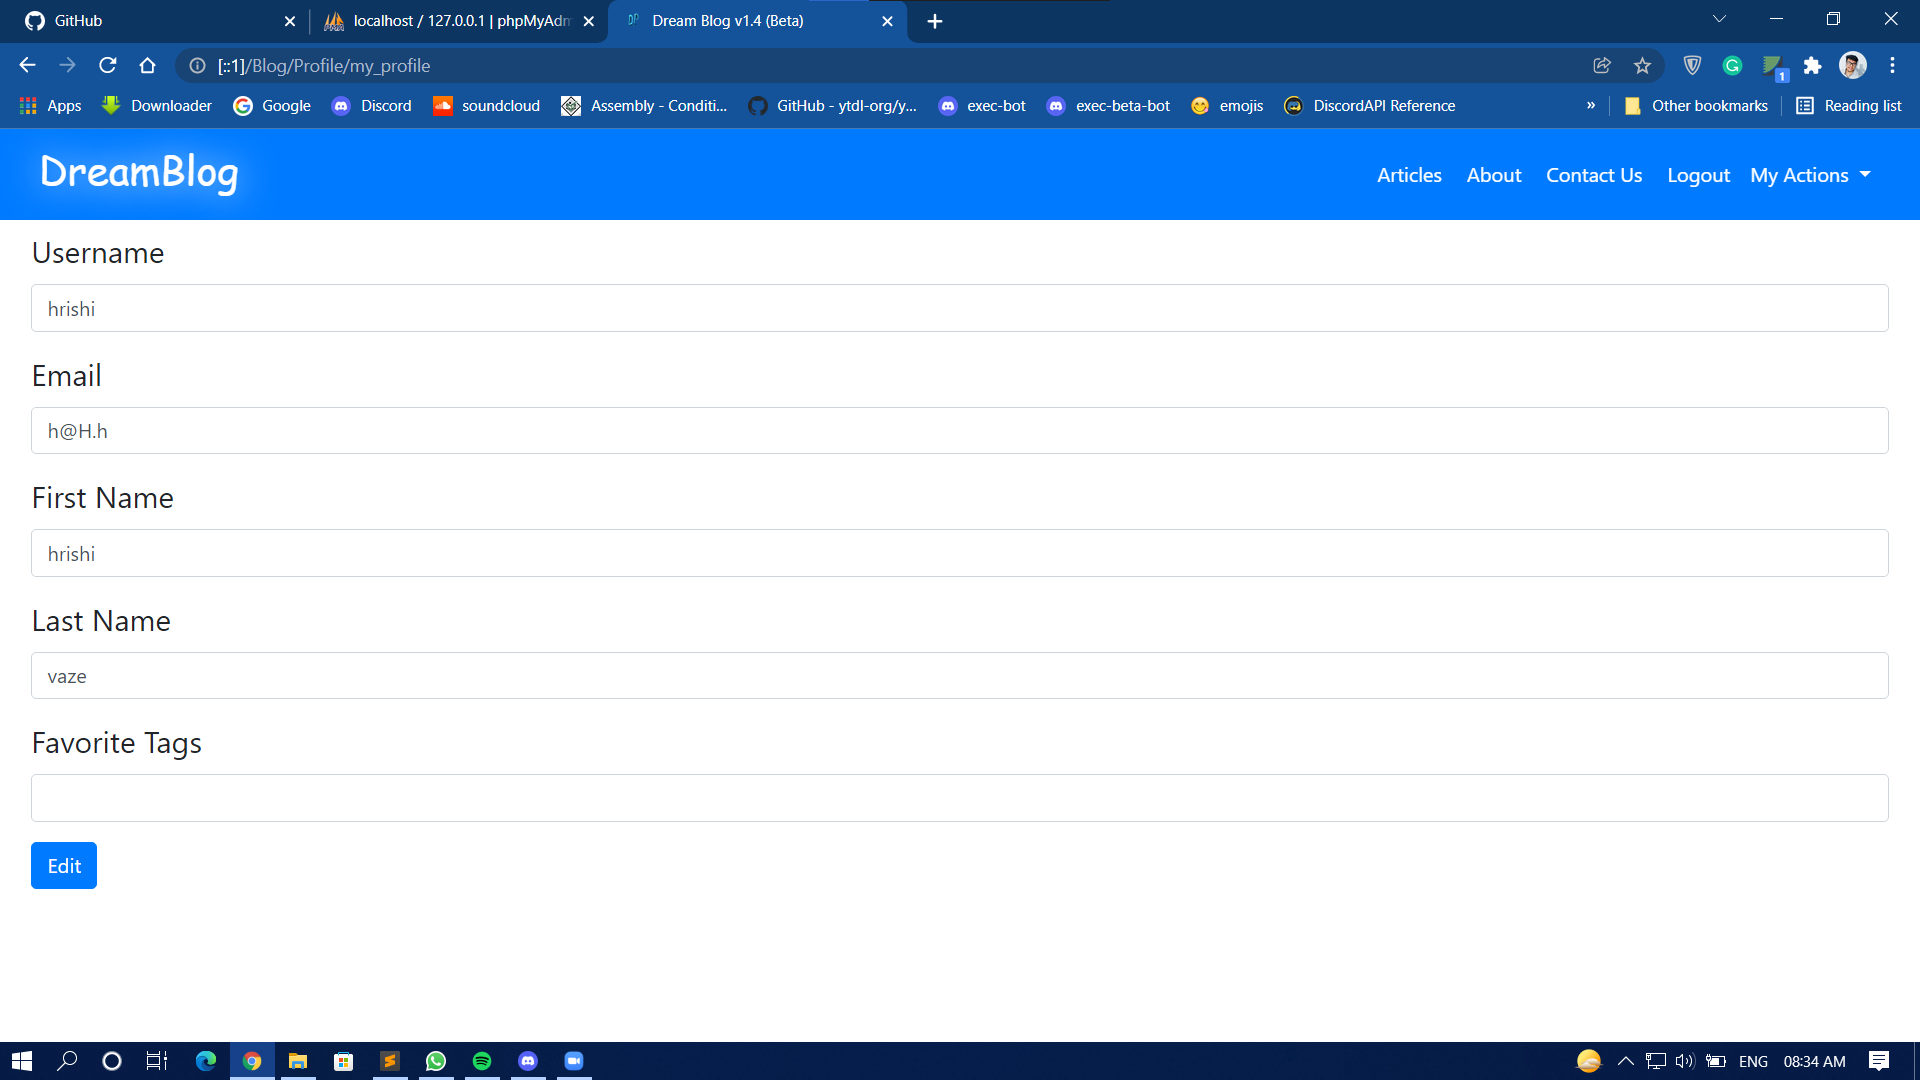 GitHub
localhost / 127.0.0.1 | phpMyAdm
Dream Blog v1.4 (Beta)
[::1]/Blog/Profile/my_profile
1
Apps
Downloader
Google
Discord
soundcloud
Assembly - Conditi...
GitHub - ytdl-org/y...
exec-bot
exec-beta-bot
emojis
DiscordAPI Reference
»
Other bookmarks
Reading list
DreamBlog
Articles
About
Contact Us
Logout
My Actions
Username
hrishi
Email
h@H.h
First Name
hrishi
Last Name
vaze
Favorite Tags
Edit
ENG
08:34 AM